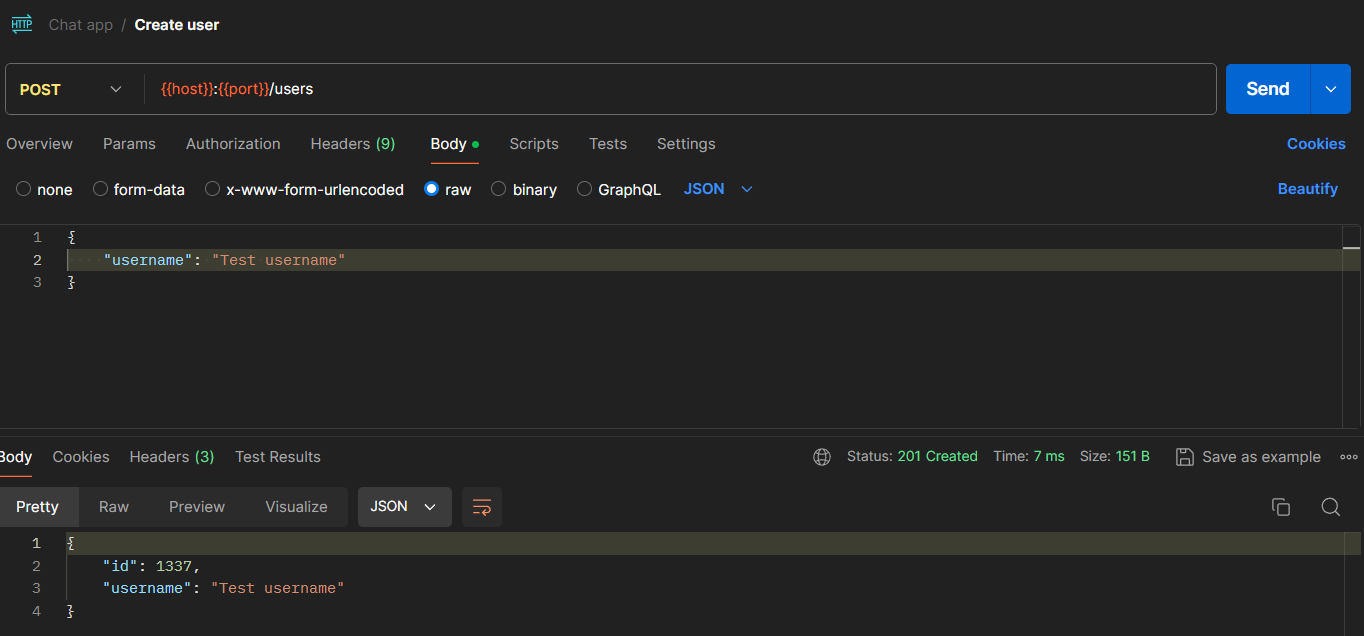 HTTP Chat app / Create user
POST {{host}}:{{port}}/users Send
Overview Params Authorization Headers (9) Body Scripts Tests Settings Cookies
none form-data x-www-form-urlencoded raw binary GraphQL JSON Beautify
1 {
2 "username": "Test username"
3 }
Body Cookies Headers (3) Test Results Status: 201 Created Time: 7 ms Size: 151 B Save as example
Pretty Raw Preview Visualize JSON
1 {
2 "id": 1337,
3 "username": "Test username"
4 }